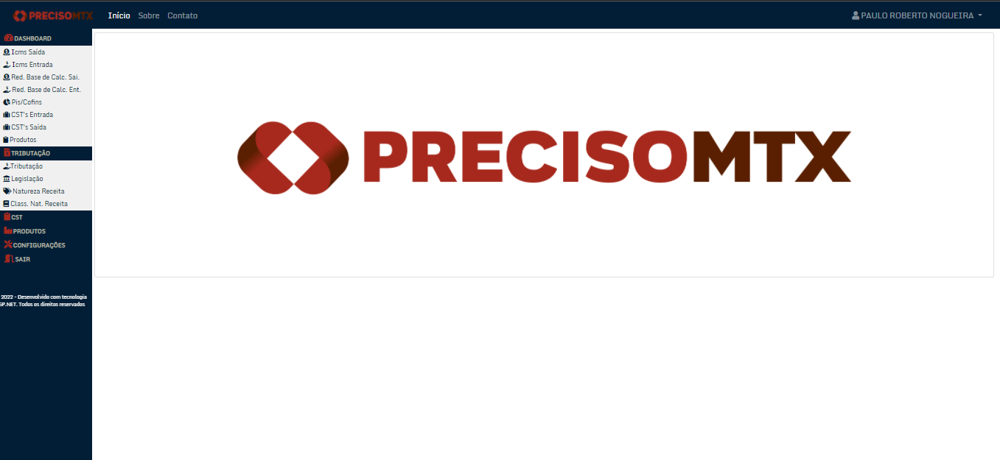 PRECISOMTX Início Sobre Contato PAULO ROBERTO NOGUEIRA
DASHBOARD
Icms Saída
Icms Entrada
Red. Base de Calc. Sai.
Red. Base de Calc. Ent.
Pis/Cofins
CST's Entrada
CST's Saída
Produtos
TRIBUTAÇÃO
Tributação
Legislação
Natureza Receita
Class. Nat. Receita
CST
PRODUTOS
CONFIGURAÇÕES
SAIR
2022 - Desenvolvido com tecnologia
SP.NET. Todos os direitos reservados
PRECISOMTX